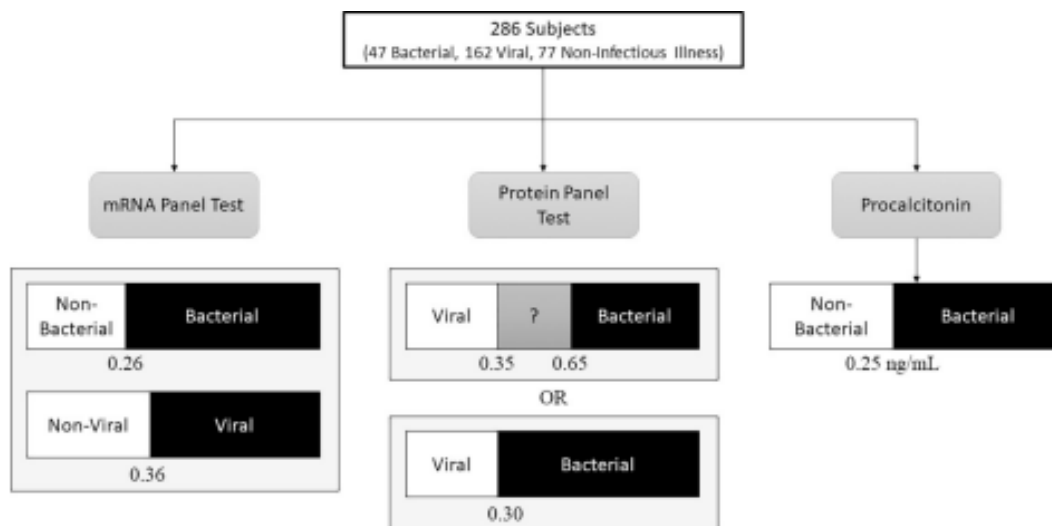 286 Subjects
(47 Bacterial, 162 Viral, 77 Non-Infectious Illness)
mRNA Panel Test
Protein Panel
Test
Procalcitonin
Non-
Bacterial
Bacterial
0.26
Non-Viral
Viral
0.36
Viral
?
Bacterial
0.35
0.65
OR
Viral
Bacterial
0.30
Non-
Bacterial
Bacterial
0.25 ng/mL